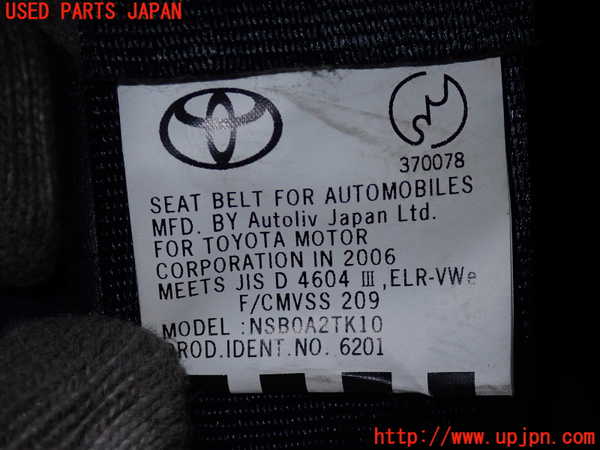 USED PARTS JAPAN
370078
SEAT BELT FOR AUTOMOBILES
MFD. BY Autoliv Japan Ltd.
FOR TOYOTA MOTOR
CORPORATION IN 2006
MEETS JIS D 4604 Ⅲ,ELR-VWe
F/CMVSS 209
MODEL :NSB0A2TK10
PROD.IDENT.NO. 6201
http://www.upjpn.com/